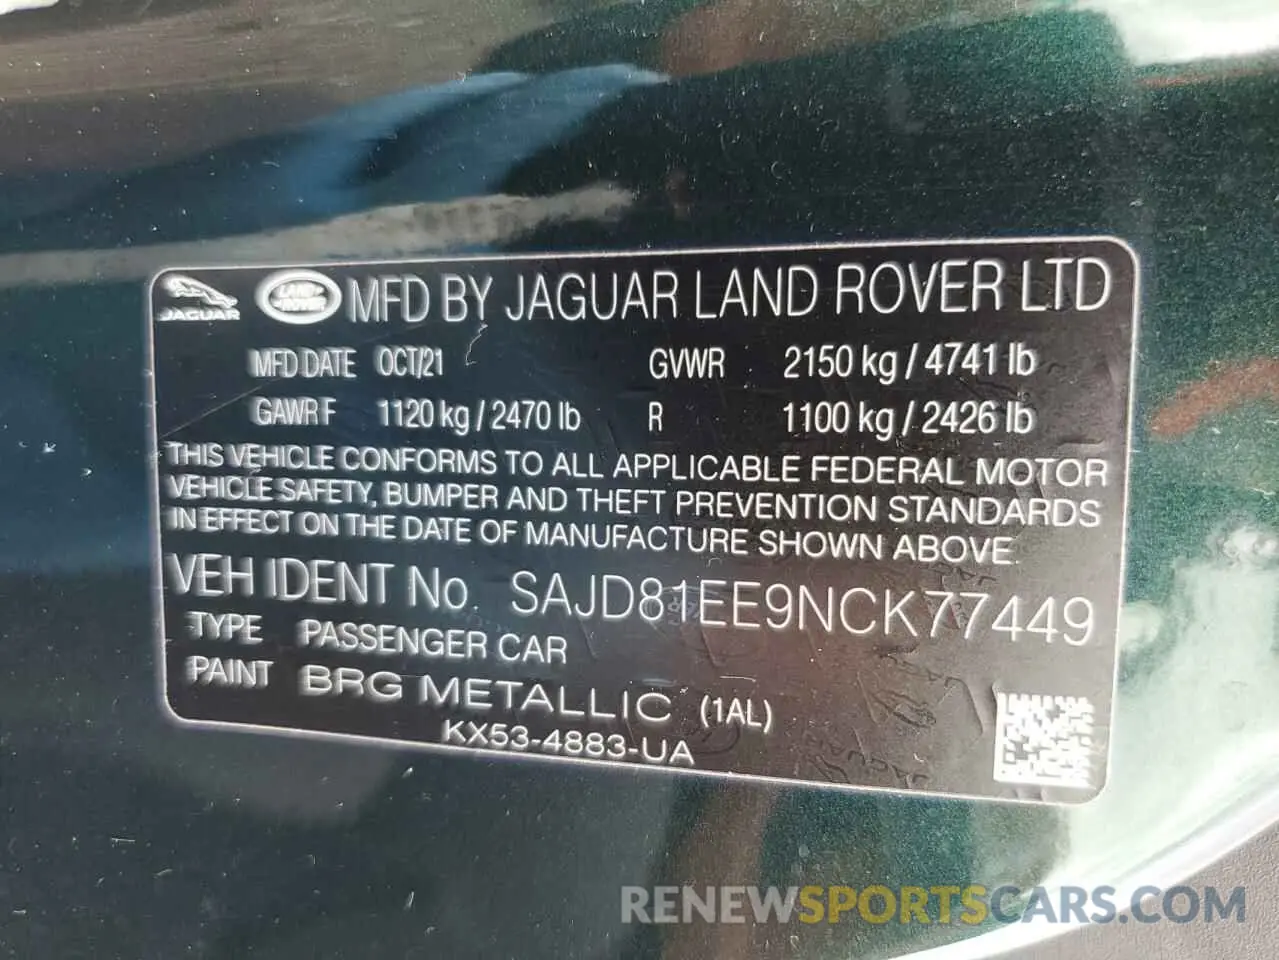 JAGUAR LAND ROVER MFD BY JAGUAR LAND ROVER LTD
MFD DATE OCT/21 GVWR 2150 kg / 4741 lb
GAWR F 1120 kg / 2470 lb R 1100 kg / 2426 lb
THIS VEHICLE CONFORMS TO ALL APPLICABLE FEDERAL MOTOR
VEHICLE SAFETY, BUMPER AND THEFT PREVENTION STANDARDS
IN EFFECT ON THE DATE OF MANUFACTURE SHOWN ABOVE.
VEH IDENT No. SAJD81EE9NCK77449
TYPE PASSENGER CAR
PAINT BRG METALLIC (1AL)
KX53-4883-UA
RENEWSPORTSCARS.COM